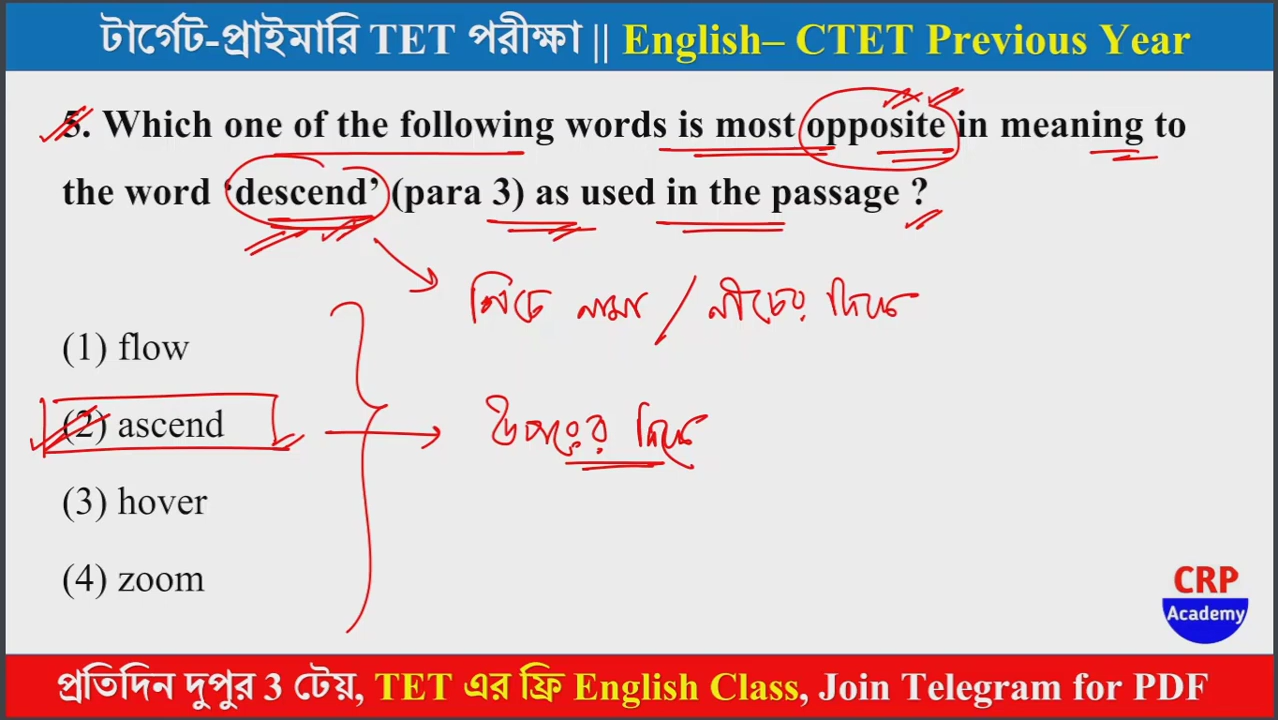 টার্গেট-প্রাইমারি TET পরীক্ষা || English– CTET Previous Year
5. Which one of the following words is most opposite in meaning to
the word ‘descend’ (para 3) as used in the passage ?
নিচে নামা / নীচের দিকে
(1) flow
(2) ascend
উপরের দিকে
(3) hover
(4) zoom
CRP
Academy
প্রতিদিন দুপুর 3 টেয়, TET এর ফ্রি English Class, Join Telegram for PDF